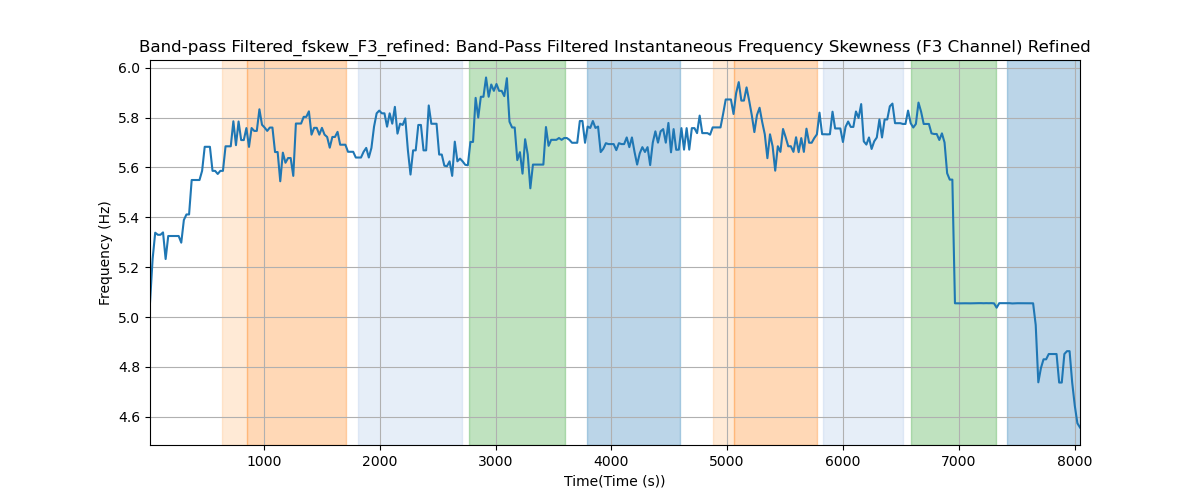 Band-pass Filtered_fskew_F3_refined: Band-Pass Filtered Instantaneous Frequency Skewness (F3 Channel) Refined
6.0
5.8
5.6
5.4
5.2
5.0
4.8
4.6
Frequency (Hz)
1000 2000 3000 4000 5000 6000 7000 8000
Time(Time (s))